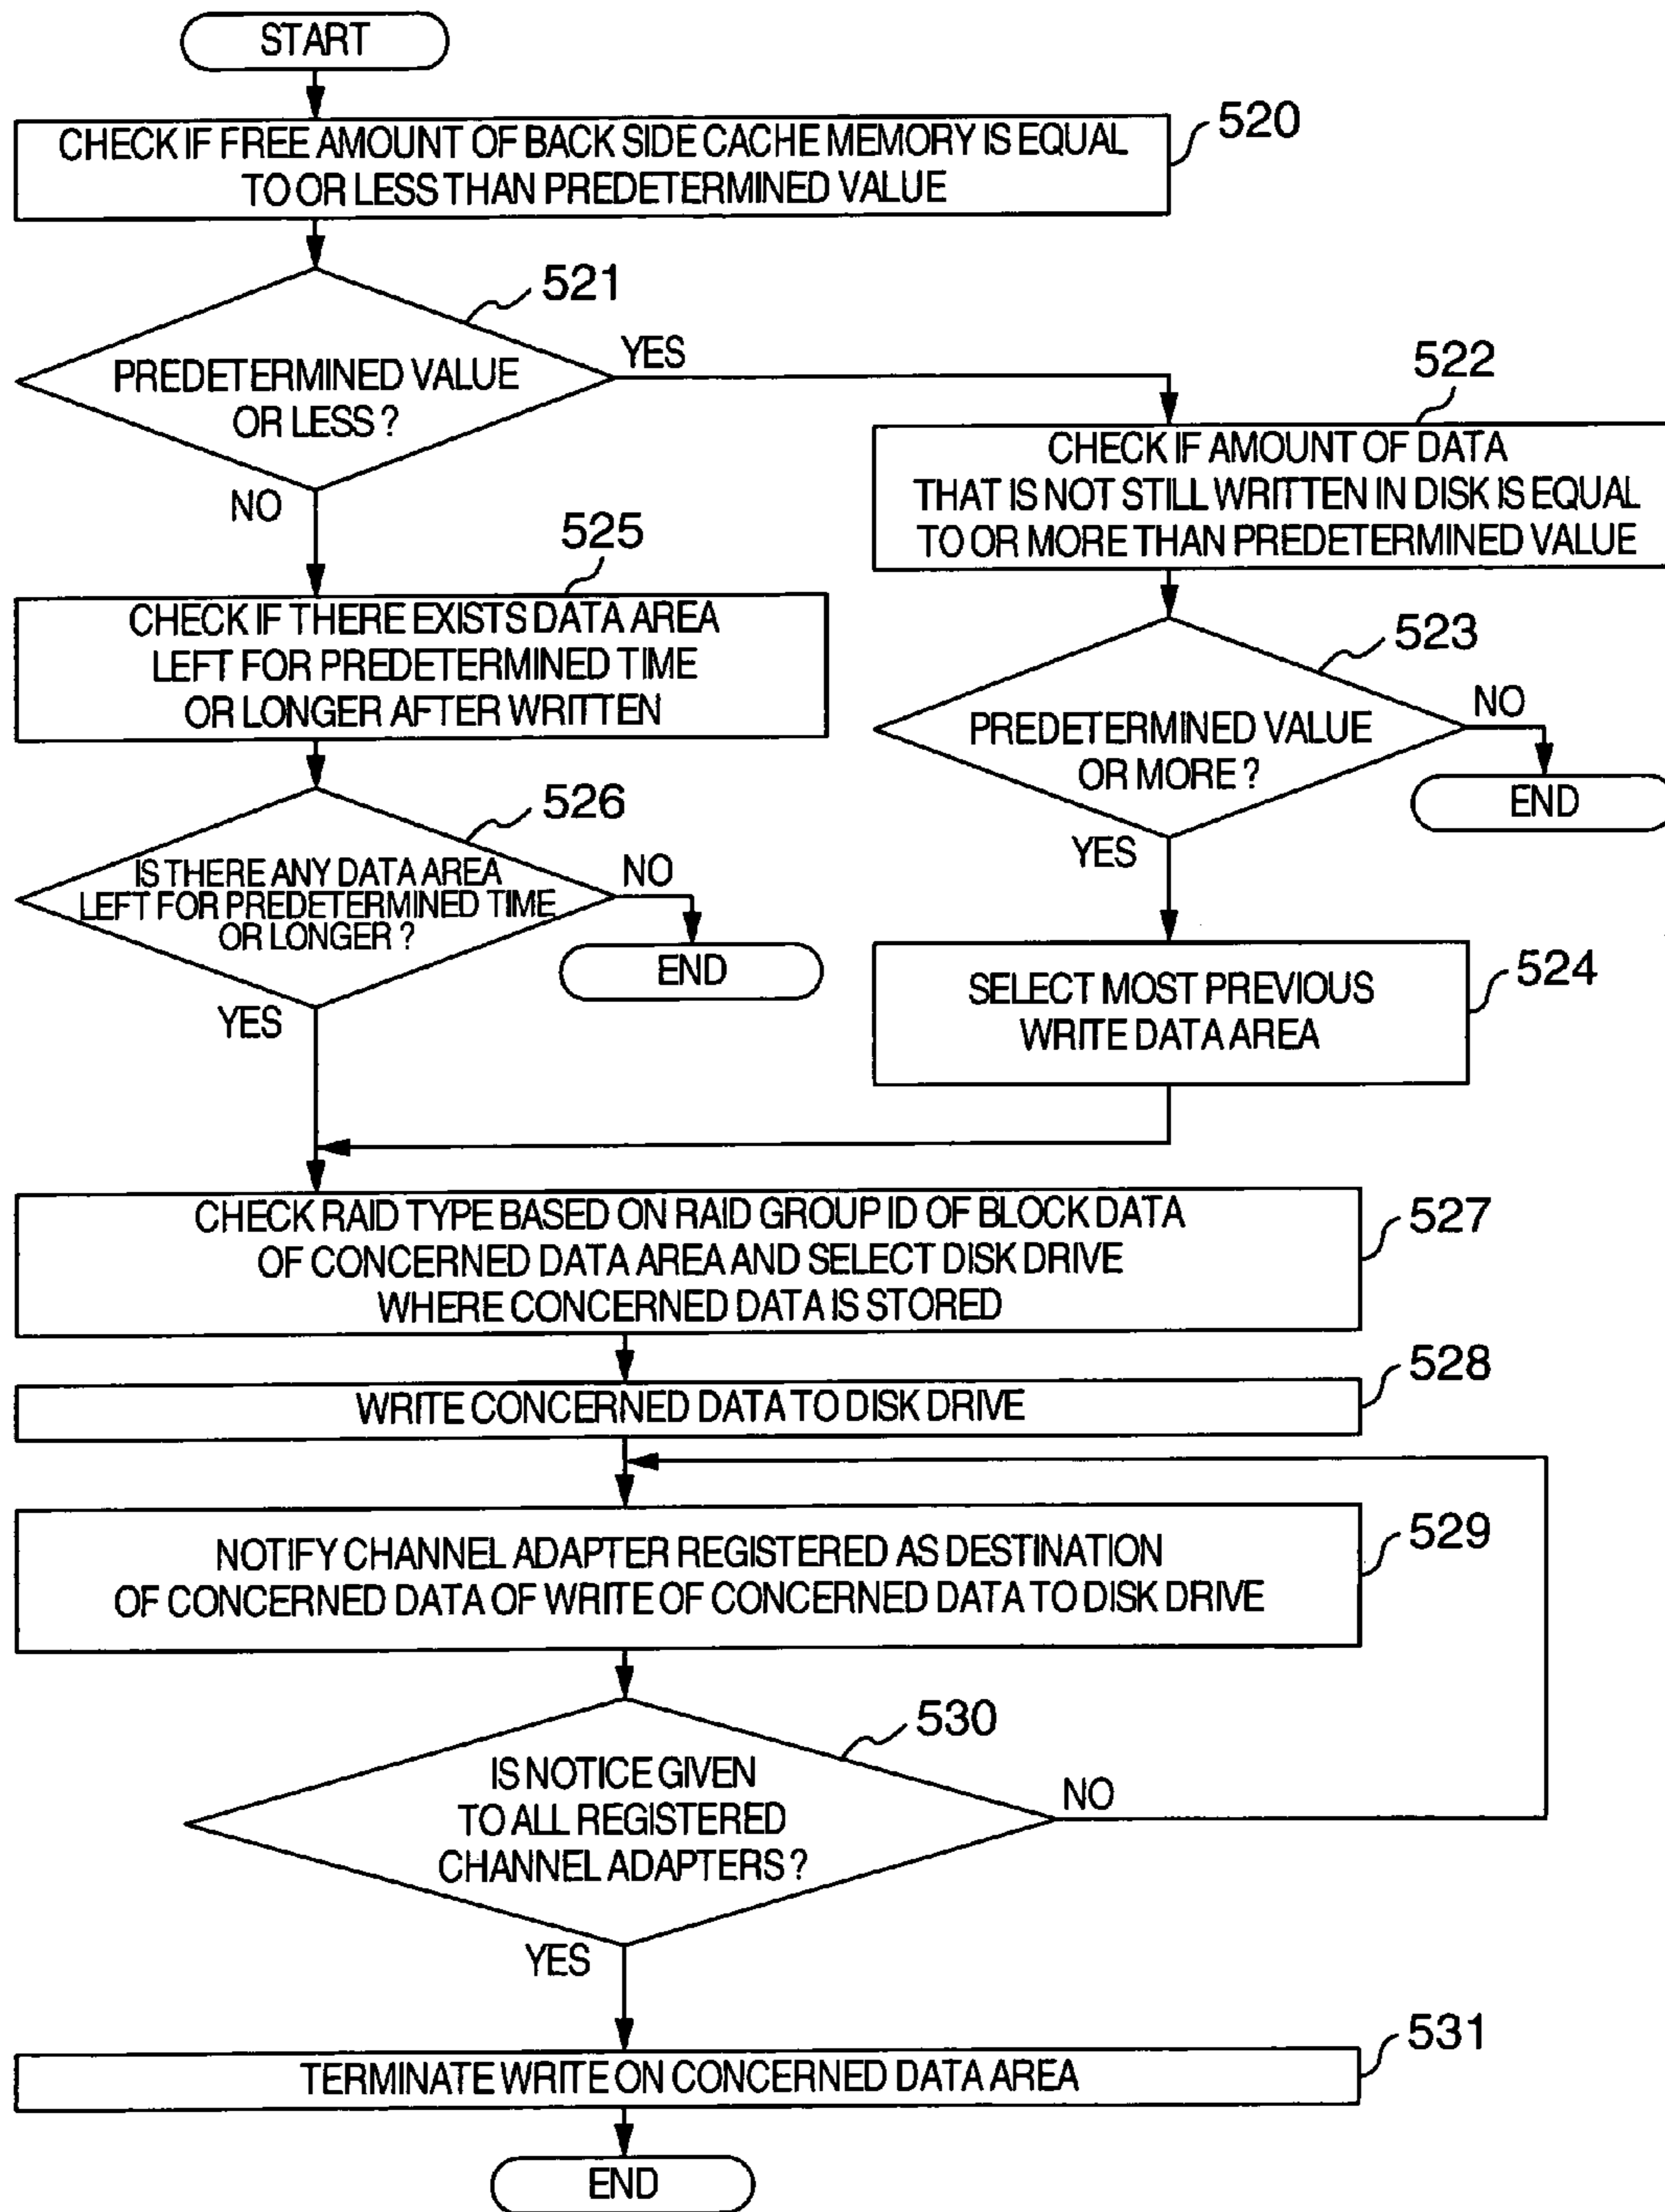 START
520
CHECK IF FREE AMOUNT OF BACK SIDE CACHE MEMORY IS EQUAL
TO OR LESS THAN PREDETERMINED VALUE
521
PREDETERMINED VALUE
OR LESS ?
YES
NO
522
CHECK IF AMOUNT OF DATA
THAT IS NOT STILL WRITTEN IN DISK IS EQUAL
TO OR MORE THAN PREDETERMINED VALUE
525
CHECK IF THERE EXISTS DATA AREA
LEFT FOR PREDETERMINED TIME
OR LONGER AFTER WRITTEN
523
PREDETERMINED VALUE
OR MORE ?
NO
END
YES
526
IS THERE ANY DATA AREA
LEFT FOR PREDETERMINED TIME
OR LONGER ?
NO
END
YES
524
SELECT MOST PREVIOUS
WRITE DATA AREA
527
CHECK RAID TYPE BASED ON RAID GROUP ID OF BLOCK DATA
OF CONCERNED DATA AREA AND SELECT DISK DRIVE
WHERE CONCERNED DATA IS STORED
528
WRITE CONCERNED DATA TO DISK DRIVE
529
NOTIFY CHANNEL ADAPTER REGISTERED AS DESTINATION
OF CONCERNED DATA OF WRITE OF CONCERNED DATA TO DISK DRIVE
530
IS NOTICE GIVEN
TO ALL REGISTERED
CHANNEL ADAPTERS ?
NO
YES
531
TERMINATE WRITE ON CONCERNED DATA AREA
END